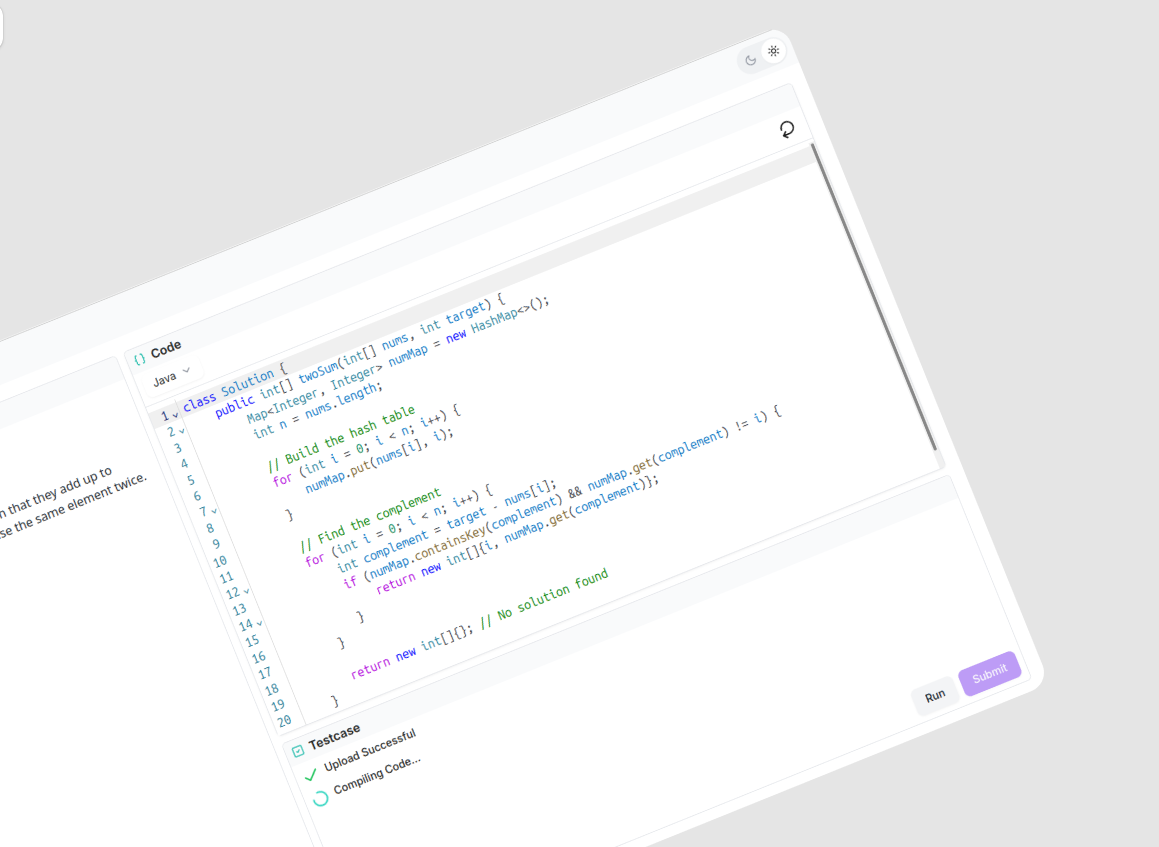 n that they add up to
se the same element twice.
Code
Java
1 class Solution {
2 public int[] twoSum(int[] nums, int target) {
3 Map<Integer, Integer> numMap = new HashMap<>();
4 int n = nums.length;
5
6 // Build the hash table
7 for (int i = 0; i < n; i++) {
8 numMap.put(nums[i], i);
9 }
10
11 // Find the complement
12 for (int i = 0; i < n; i++) {
13 int complement = target - nums[i];
14 if (numMap.containsKey(complement) && numMap.get(complement) != i) {
15 return new int[]{i, numMap.get(complement)};
16 }
17 }
18
19 return new int[]{}; // No solution found
20 }
Testcase
Upload Successful
Compiling Code...
Run
Submit